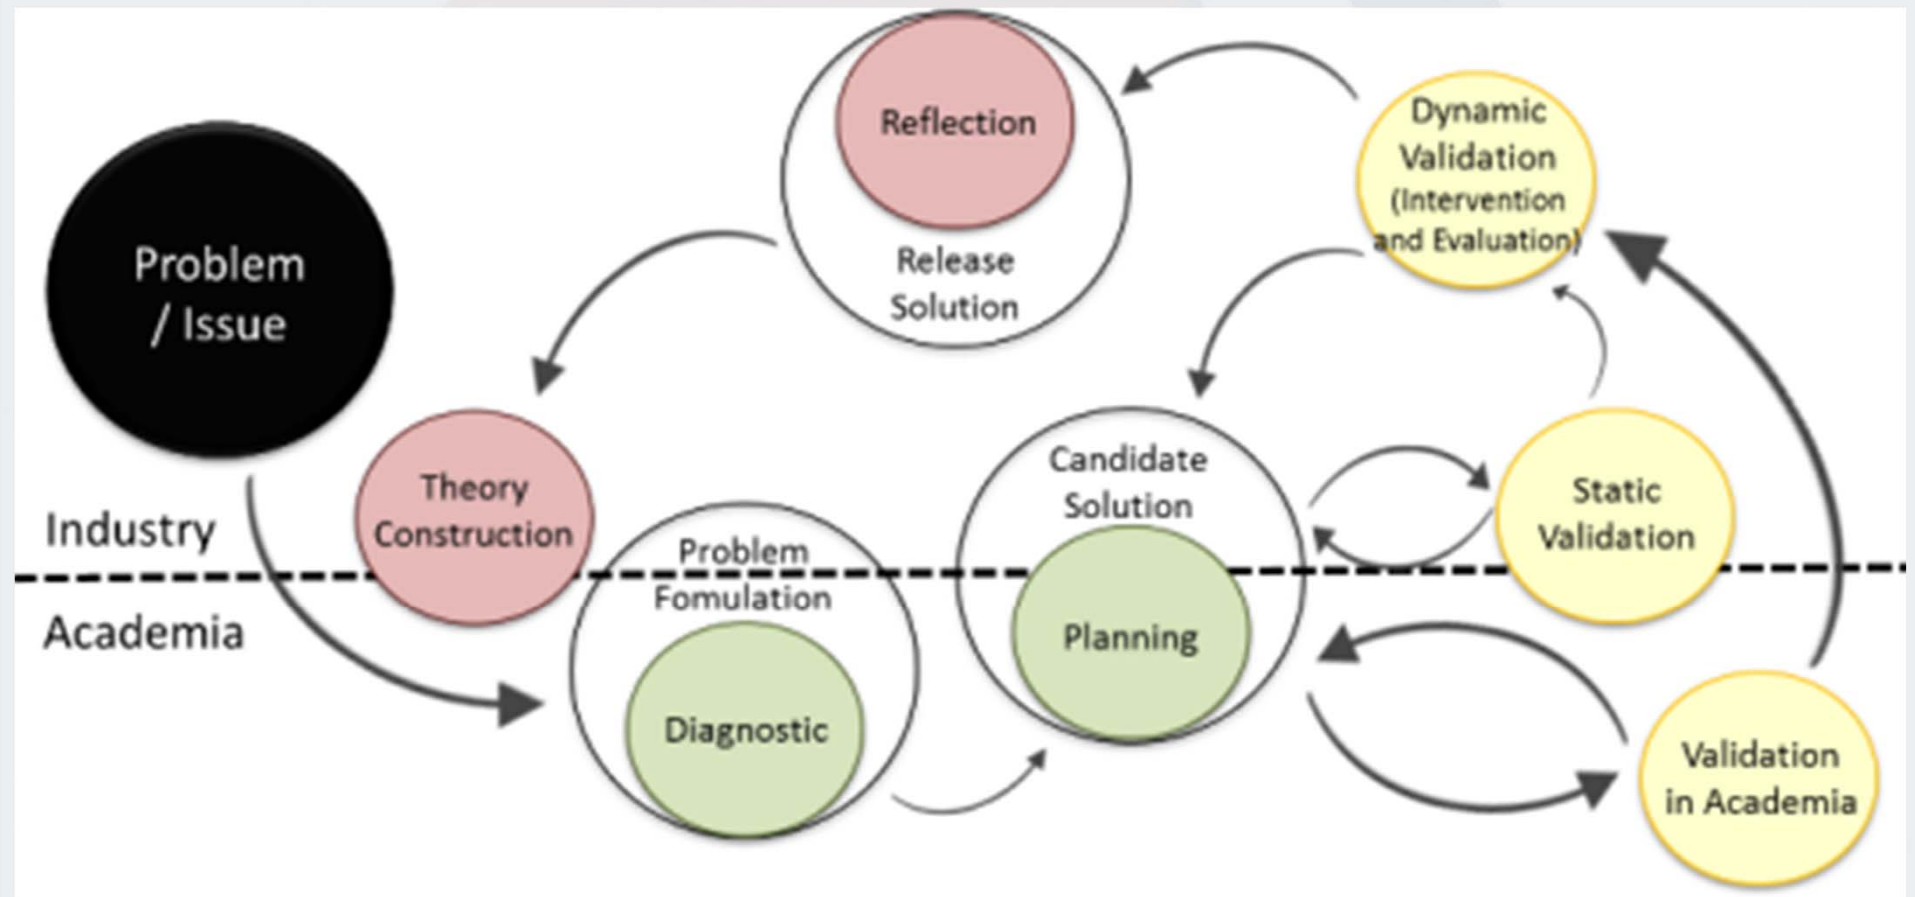 Problem
/ Issue
Reflection
Release
Solution
Dynamic
Validation
(Intervention
and Evaluation)
Theory
Construction
Candidate
Solution
Planning
Static
Validation
Industry
Academia
Problem
Fomulation
Diagnostic
Validation
in Academia